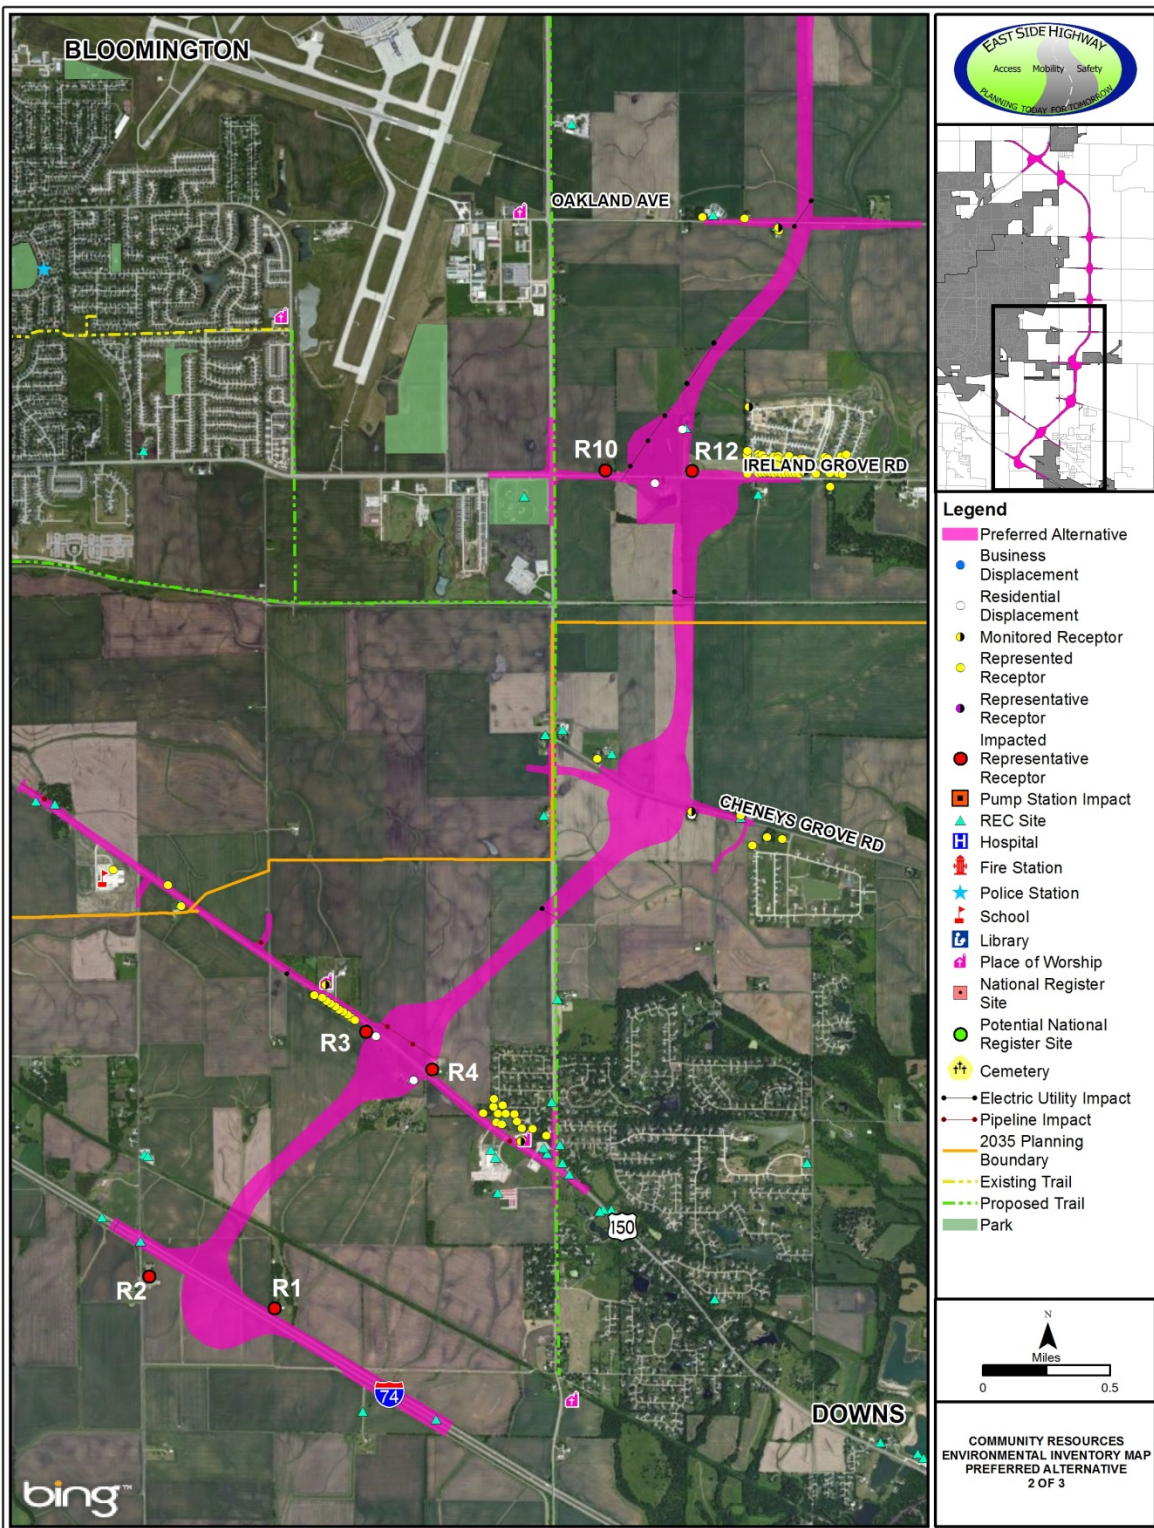 BLOOMINGTON
OAKLAND AVE
R10
R12
IRELAND GROVE RD
CHENEYS GROVE RD
R3
R4
150
R2
R1
74
DOWNS
bing™
EAST SIDE HIGHWAY
Access Mobility Safety
PLANNING TODAY FOR TOMORROW
Legend
Preferred Alternative
Business
Displacement
Residential
Displacement
Monitored Receptor
Represented
Receptor
Representative
Receptor
Impacted
Representative
Receptor
Pump Station Impact
REC Site
Hospital
Fire Station
Police Station
School
Library
Place of Worship
National Register
Site
Potential National
Register Site
Cemetery
Electric Utility Impact
Pipeline Impact
2035 Planning
Boundary
Existing Trail
Proposed Trail
Park
N
Miles
0 0.5
COMMUNITY RESOURCES
ENVIRONMENTAL INVENTORY MAP
PREFERRED ALTERNATIVE
2 OF 3